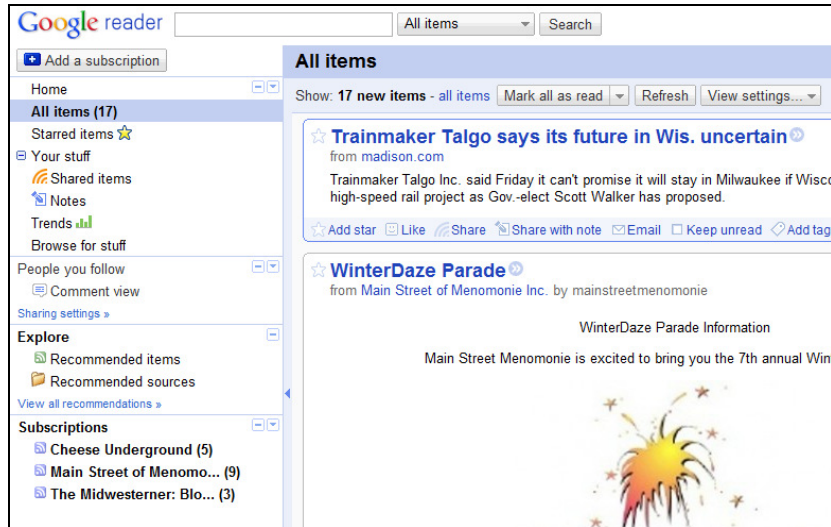 Google reader
All items
Search
Add a subscription
Home
All items (17)
Starred items
Your stuff
Shared items
Notes
Trends
Browse for stuff
People you follow
Comment view
Sharing settings »
Explore
Recommended items
Recommended sources
View all recommendations »
Subscriptions
Cheese Underground (5)
Main Street of Menomo... (9)
The Midwesterner: Blo... (3)
All items
Show: 17 new items - all items Mark all as read Refresh View settings...
Trainmaker Talgo says its future in Wis. uncertain
from madison.com
Trainmaker Talgo Inc. said Friday it can't promise it will stay in Milwaukee if Wisco
high-speed rail project as Gov.-elect Scott Walker has proposed.
Add star Like Share Share with note Email Keep unread Add tag
WinterDaze Parade
from Main Street of Menomonie Inc. by mainstreetmenomonie
WinterDaze Parade Information
Main Street Menomonie is excited to bring you the 7th annual Win